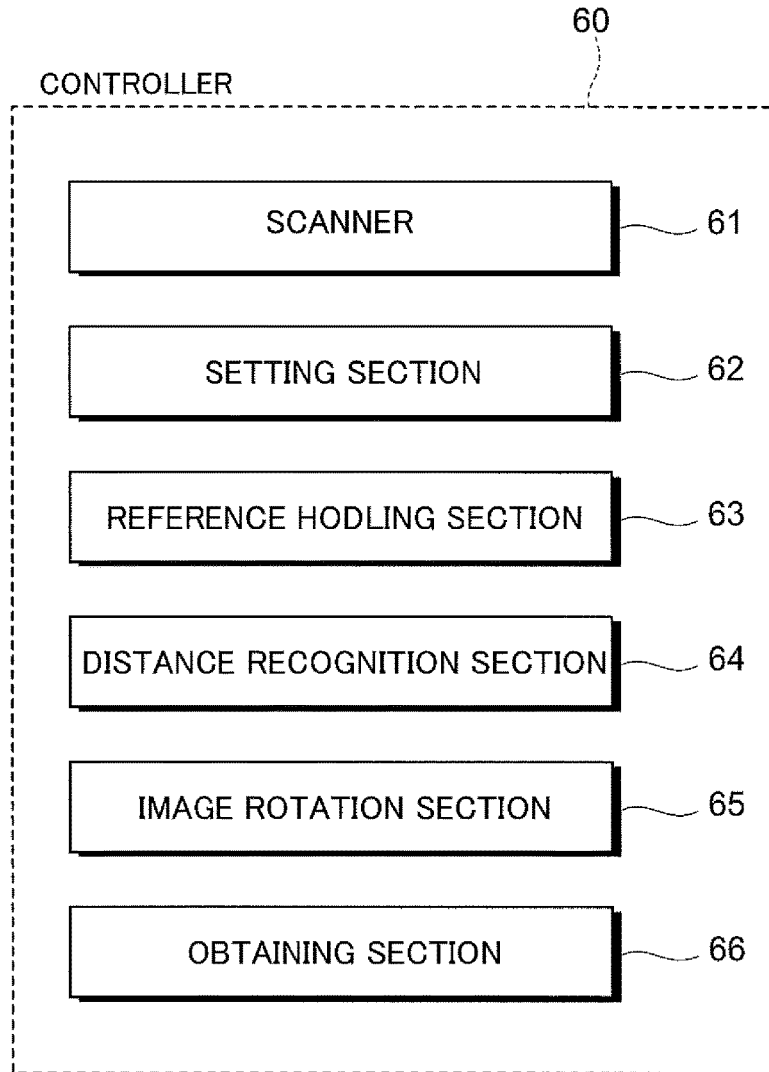 60
CONTROLLER
SCANNER 61
SETTING SECTION 62
REFERENCE HODLING SECTION 63
DISTANCE RECOGNITION SECTION 64
IMAGE ROTATION SECTION 65
OBTAINING SECTION 66